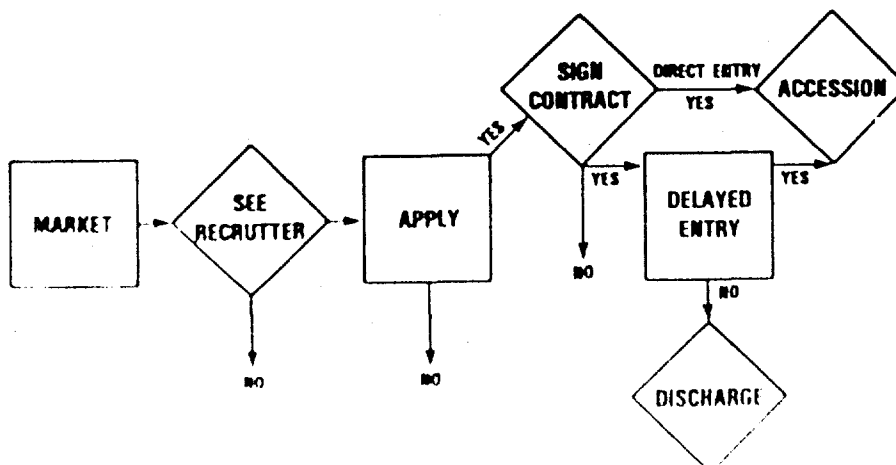 SIGN
CONTRACT
DIRECT ENTRY
YES
ACCESSION
YES
MARKET
SEE
RECRUTTER
APPLY
YES
DELAYED
ENTRY
YES
NO
NO
NO
NO
DISCHARGE